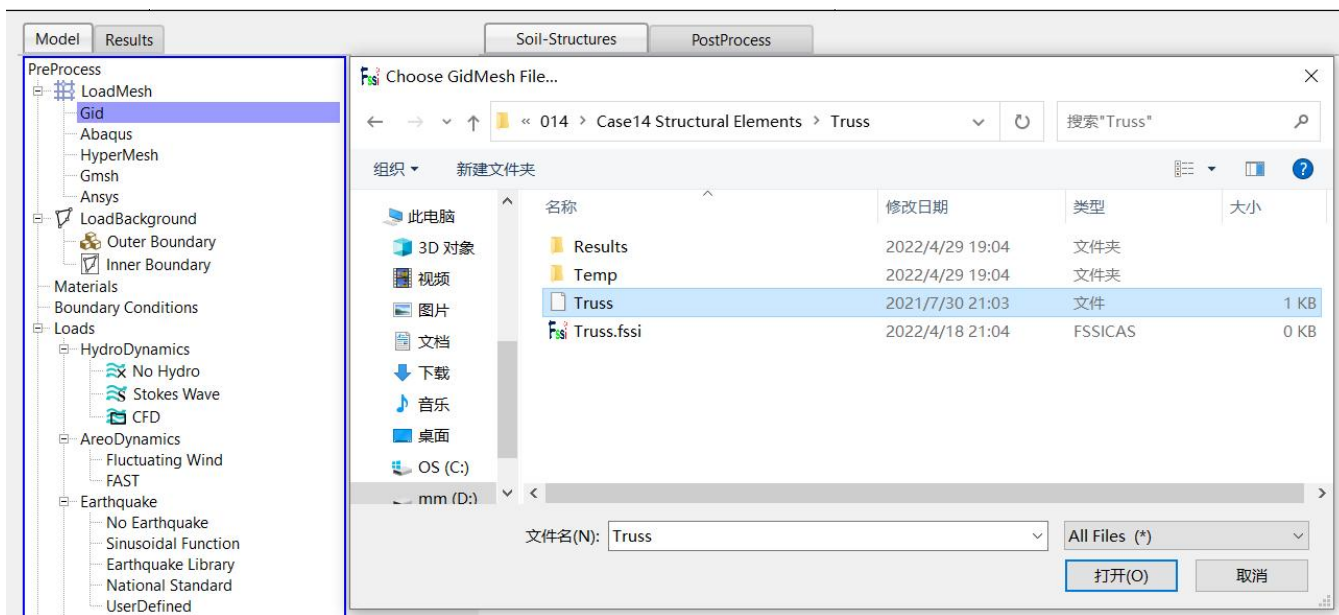 Model
Results
Soil-Structures
PostProcess
PreProcess
LoadMesh
Gid
Abaqus
HyperMesh
Gmsh
Ansys
LoadBackground
Outer Boundary
Inner Boundary
Materials
Boundary Conditions
Loads
HydroDynamics
No Hydro
Stokes Wave
CFD
AreoDynamics
Fluctuating Wind
FAST
Earthquake
No Earthquake
Sinusoidal Function
Earthquake Library
National Standard
UserDefined
Fssi Choose GidMesh File...
« 014 > Case14 Structural Elements > Truss
搜索"Truss"
组织 新建文件夹
此电脑
3D 对象
视频
图片
文档
下载
音乐
桌面
OS (C:)
mm (D:)
名称 修改日期 类型 大小
Results 2022/4/29 19:04 文件夹
Temp 2022/4/29 19:04 文件夹
Truss 2021/7/30 21:03 文件 1 KB
Fssi Truss.fssi 2022/4/18 21:04 FSSICAS 0 KB
文件名(N): Truss All Files (*)
打开(O) 取消